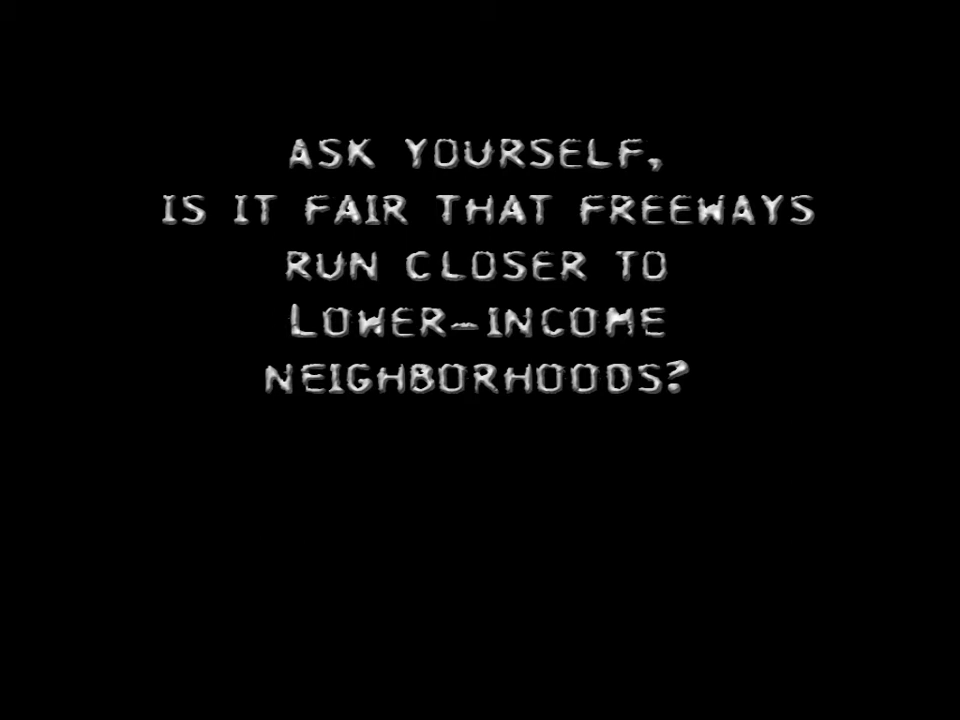 ASK YOURSELF,
IS IT FAIR THAT FREEWAYS
RUN CLOSER TO
LOWER-INCOME
NEIGHBORHOODS?